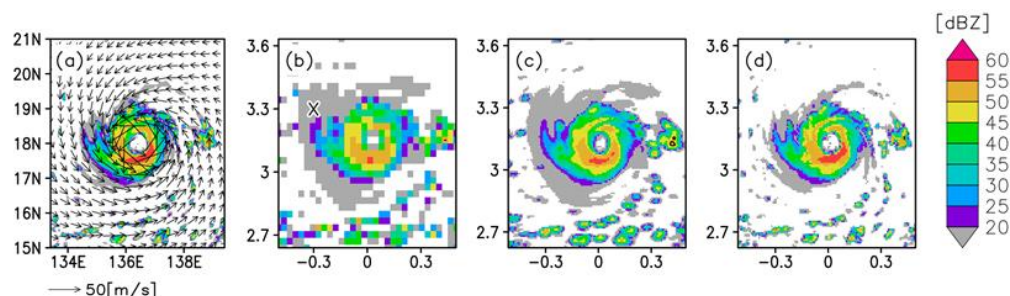 [dBZ]
(a)
21N
20N
19N
18N
17N
16N
15N
134E 136E 138E
50[m/s]
(b)
X
3.6
3.3
3
2.7
−0.3 0 0.3
(c)
3.6
3.3
3
2.7
−0.3 0 0.3
(d)
3.6
3.3
3
2.7
−0.3 0 0.3
60
55
50
45
40
35
30
25
20